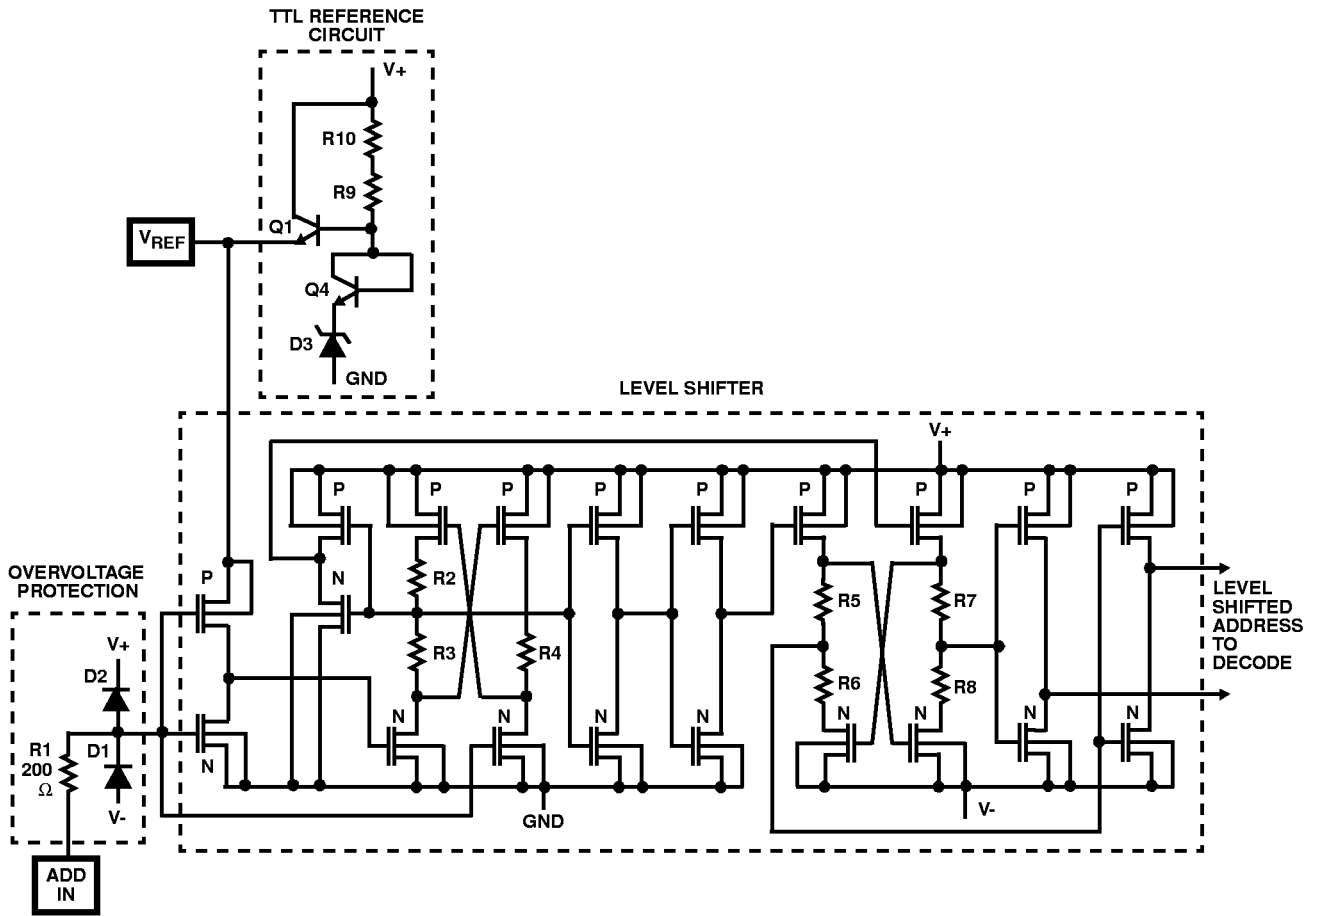 TTL REFERENCE
CIRCUIT
V+
R10
R9
Q1
VREF
Q4
D3
GND
LEVEL SHIFTER
V+
P P P P P P P P P
P
N
R2
R3
R4
R5
R6
R7
R8
OVERVOLTAGE
PROTECTION
V+
D2
D1
R1
200
Ω
V-
N
N N N N N N N N
GND
V-
LEVEL
SHIFTED
ADDRESS
TO
DECODE
ADD
IN